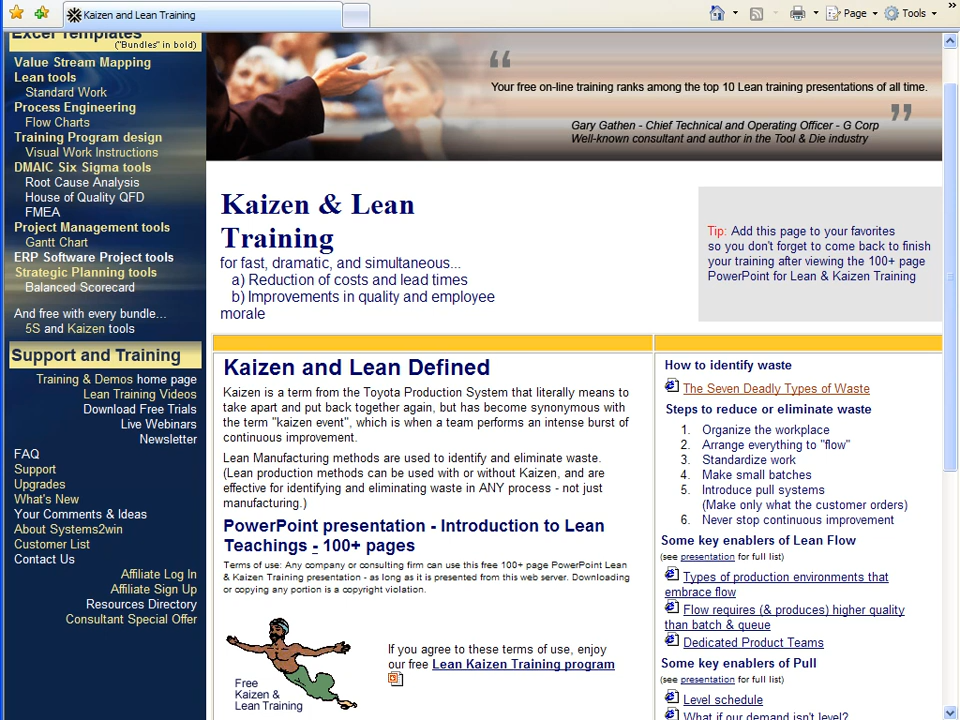 Kaizen and Lean Training
Page
Tools
Excel Templates
("Bundles" in bold)
Value Stream Mapping
Lean tools
Standard Work
Process Engineering
Flow Charts
Training Program design
Visual Work Instructions
DMAIC Six Sigma tools
Root Cause Analysis
House of Quality QFD
FMEA
Project Management tools
Gantt Chart
ERP Software Project tools
Strategic Planning tools
Balanced Scorecard
And free with every bundle...
5S and Kaizen tools
Support and Training
Training & Demos home page
Lean Training Videos
Download Free Trials
Live Webinars
Newsletter
FAQ
Support
Upgrades
What's New
Your Comments & Ideas
About Systems2win
Customer List
Contact Us
Affiliate Log In
Affiliate Sign Up
Resources Directory
Consultant Special Offer
“
Your free on-line training ranks among the top 10 Lean training presentations of all time.
”
Gary Gathen - Chief Technical and Operating Officer - G Corp
Well-known consultant and author in the Tool & Die industry
Kaizen & Lean
Training
for fast, dramatic, and simultaneous...
a) Reduction of costs and lead times
b) Improvements in quality and employee
morale
Tip: Add this page to your favorites
so you don't forget to come back to finish
your training after viewing the 100+ page
PowerPoint for Lean & Kaizen Training
Kaizen and Lean Defined
Kaizen is a term from the Toyota Production System that literally means to
take apart and put back together again, but has become synonymous with
the term "kaizen event", which is when a team performs an intense burst of
continuous improvement.
Lean Manufacturing methods are used to identify and eliminate waste.
(Lean production methods can be used with or without Kaizen, and are
effective for identifying and eliminating waste in ANY process - not just
manufacturing.)
PowerPoint presentation - Introduction to Lean
Teachings - 100+ pages
Terms of use: Any company or consulting firm can use this free 100+ page PowerPoint Lean
& Kaizen Training presentation - as long as it is presented from this web server. Downloading
or copying any portion is a copyright violation.
Free
Kaizen &
Lean Training
If you agree to these terms of use, enjoy
our free Lean Kaizen Training program
How to identify waste
The Seven Deadly Types of Waste
Steps to reduce or eliminate waste
1. Organize the workplace
2. Arrange everything to "flow"
3. Standardize work
4. Make small batches
5. Introduce pull systems
(Make only what the customer orders)
6. Never stop continuous improvement
Some key enablers of Lean Flow
(see presentation for full list)
Types of production environments that
embrace flow
Flow requires (& produces) higher quality
than batch & queue
Dedicated Product Teams
Some key enablers of Pull
(see presentation for full list)
Level schedule
What if our demand isn't level?